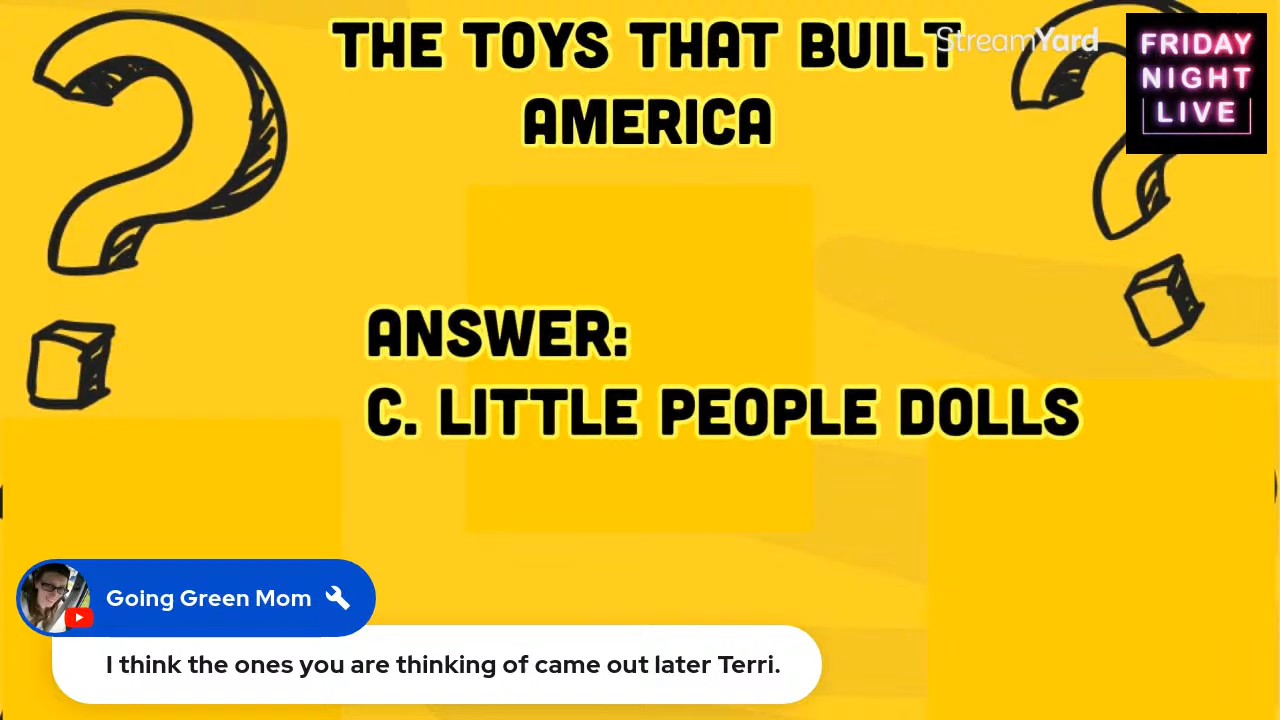 THE TOYS THAT BUILT
AMERICA
StreamYard
FRIDAY
NIGHT
LIVE
ANSWER:
C. LITTLE PEOPLE DOLLS
Going Green Mom
I think the ones you are thinking of came out later Terri.